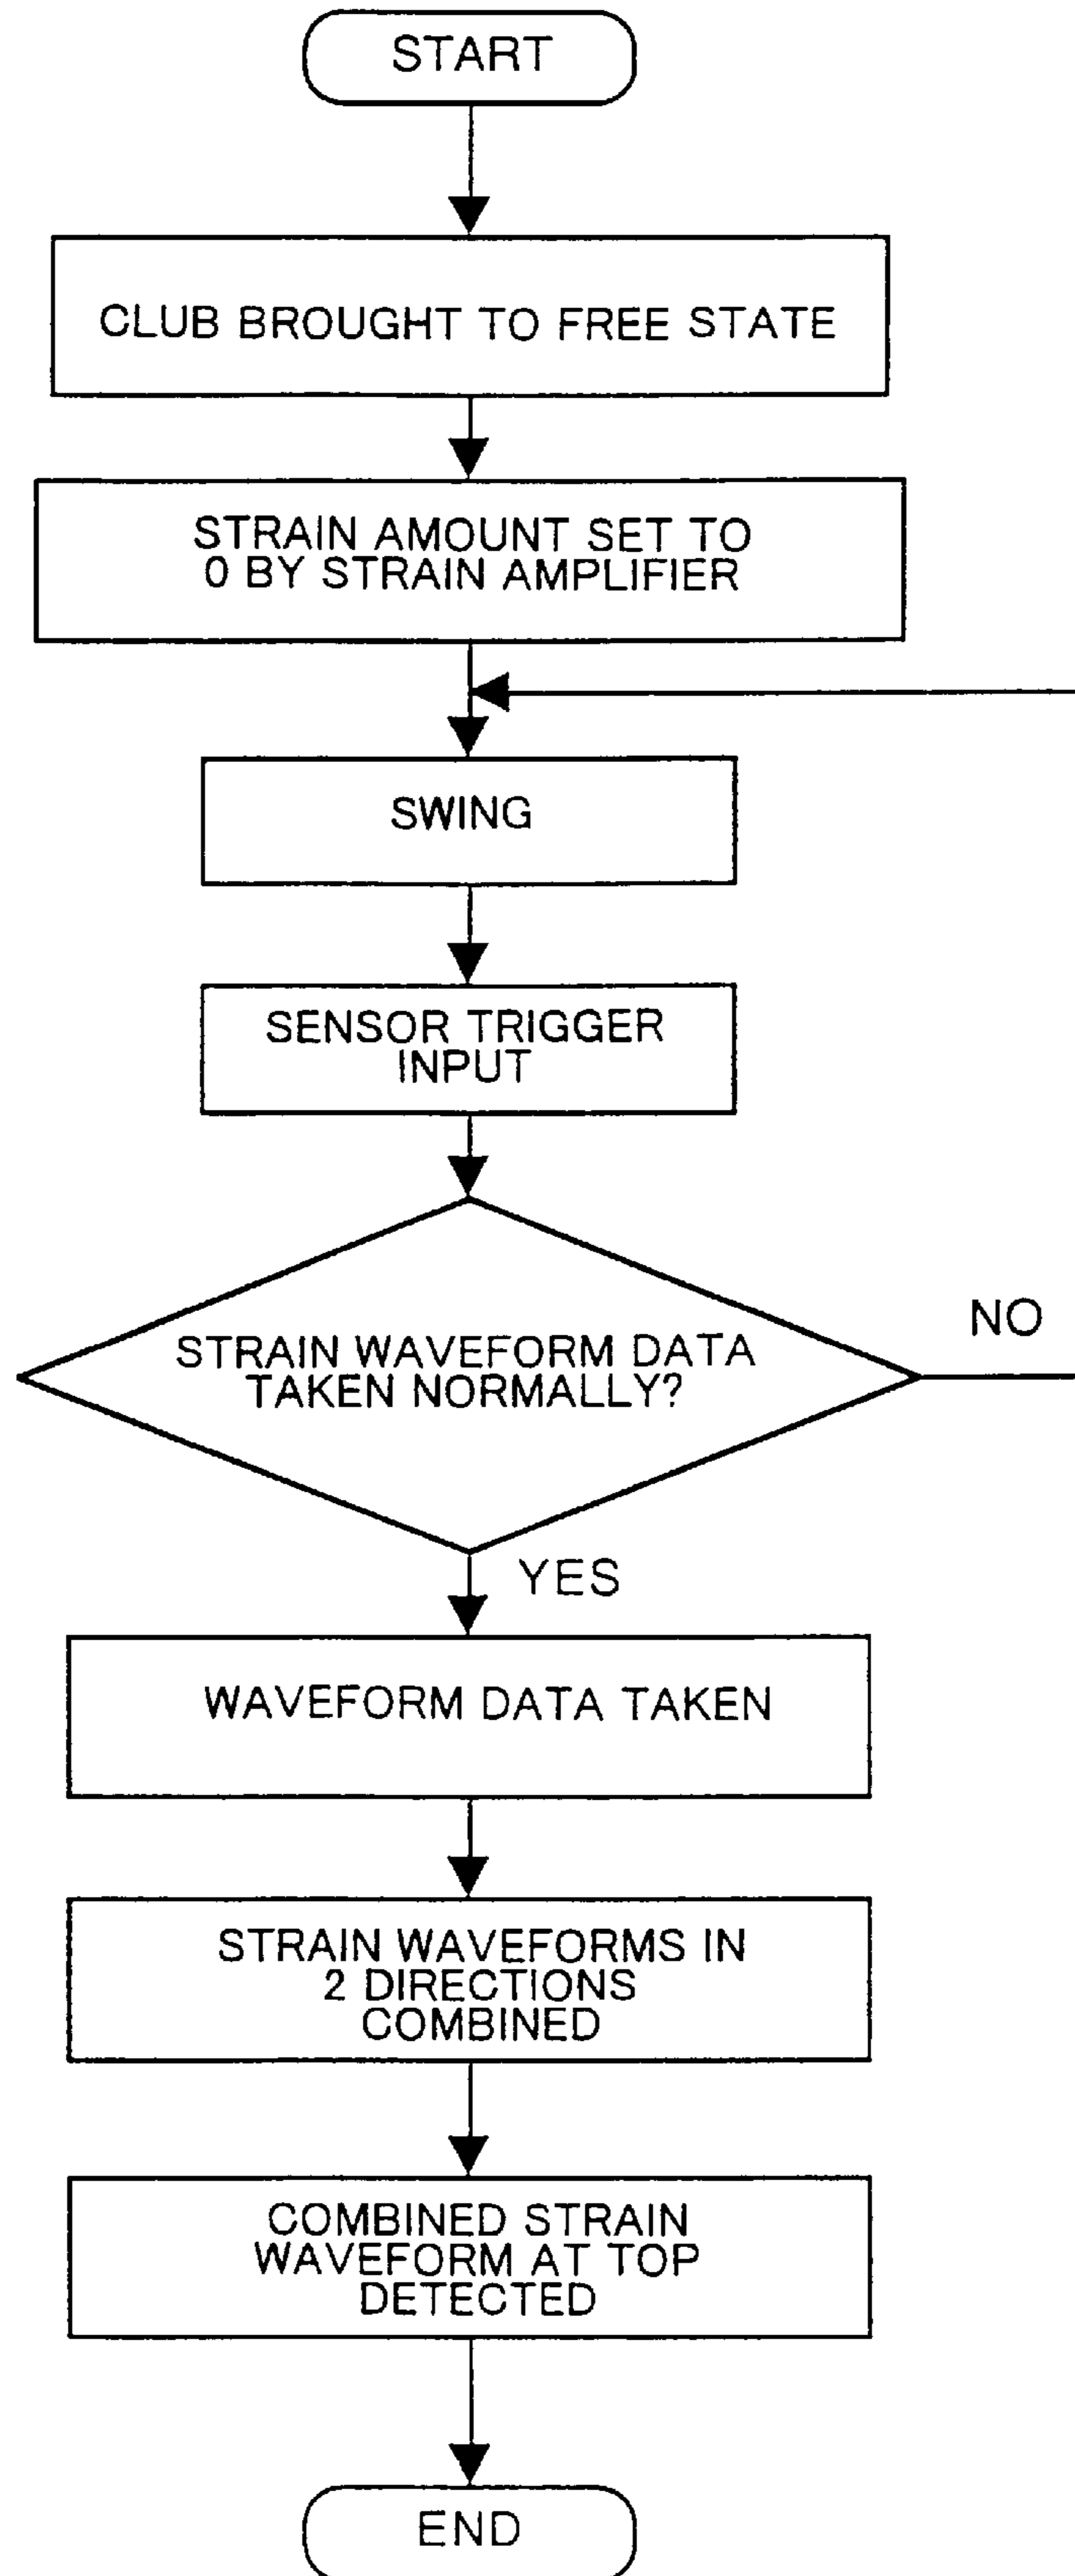 START
CLUB BROUGHT TO FREE STATE
STRAIN AMOUNT SET TO
0 BY STRAIN AMPLIFIER
SWING
SENSOR TRIGGER
INPUT
STRAIN WAVEFORM DATA
TAKEN NORMALLY?
NO
YES
WAVEFORM DATA TAKEN
STRAIN WAVEFORMS IN
2 DIRECTIONS
COMBINED
COMBINED STRAIN
WAVEFORM AT TOP
DETECTED
END